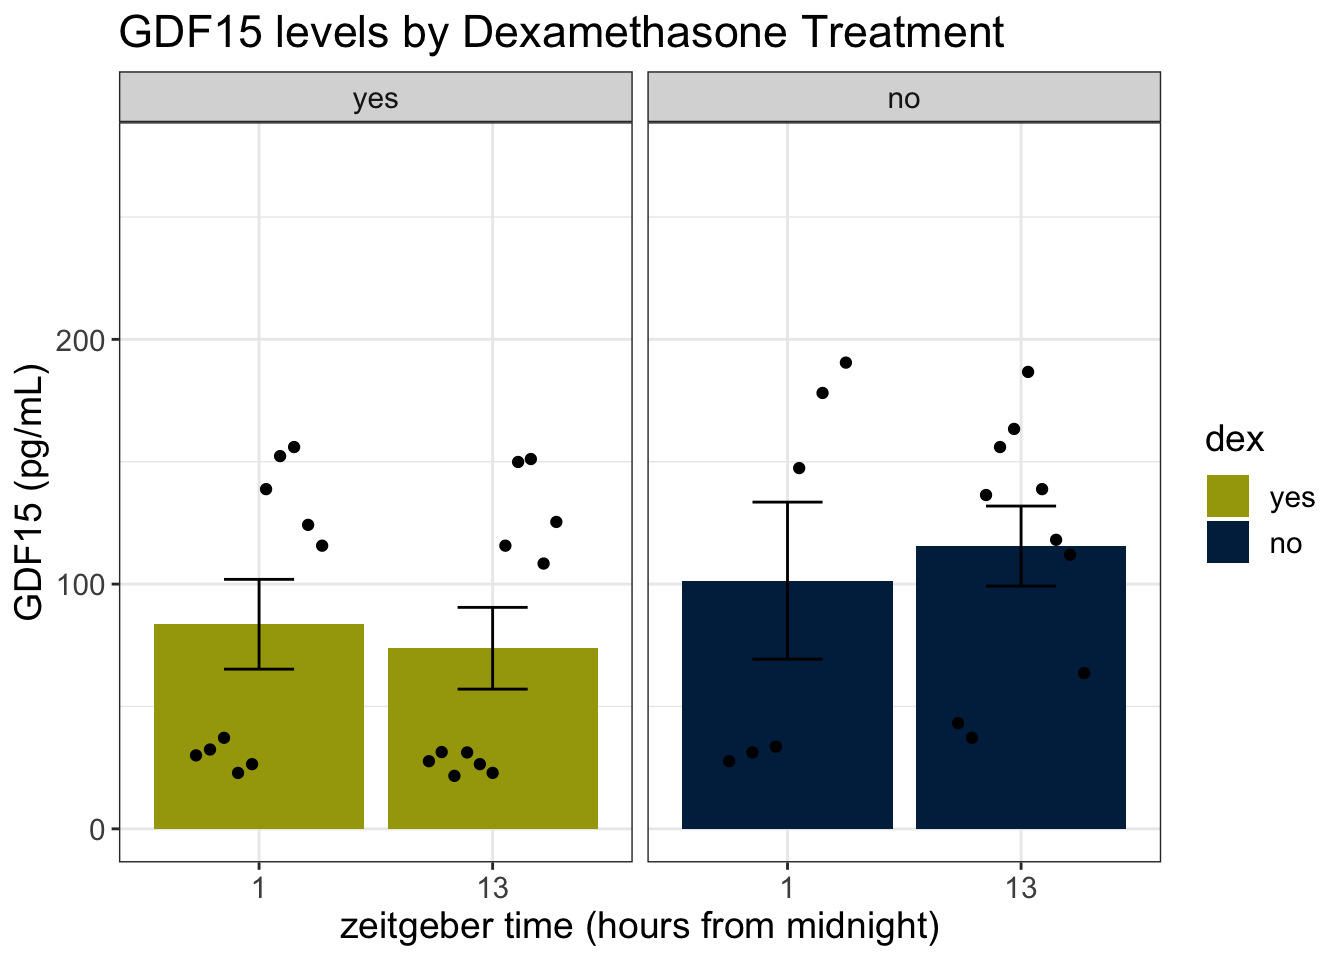 GDF15 levels by Dexamethasone Treatment
yes
no
GDF15 (pg/mL)
200
100
0
1
13
1
13
zeitgeber time (hours from midnight)
dex
yes
no